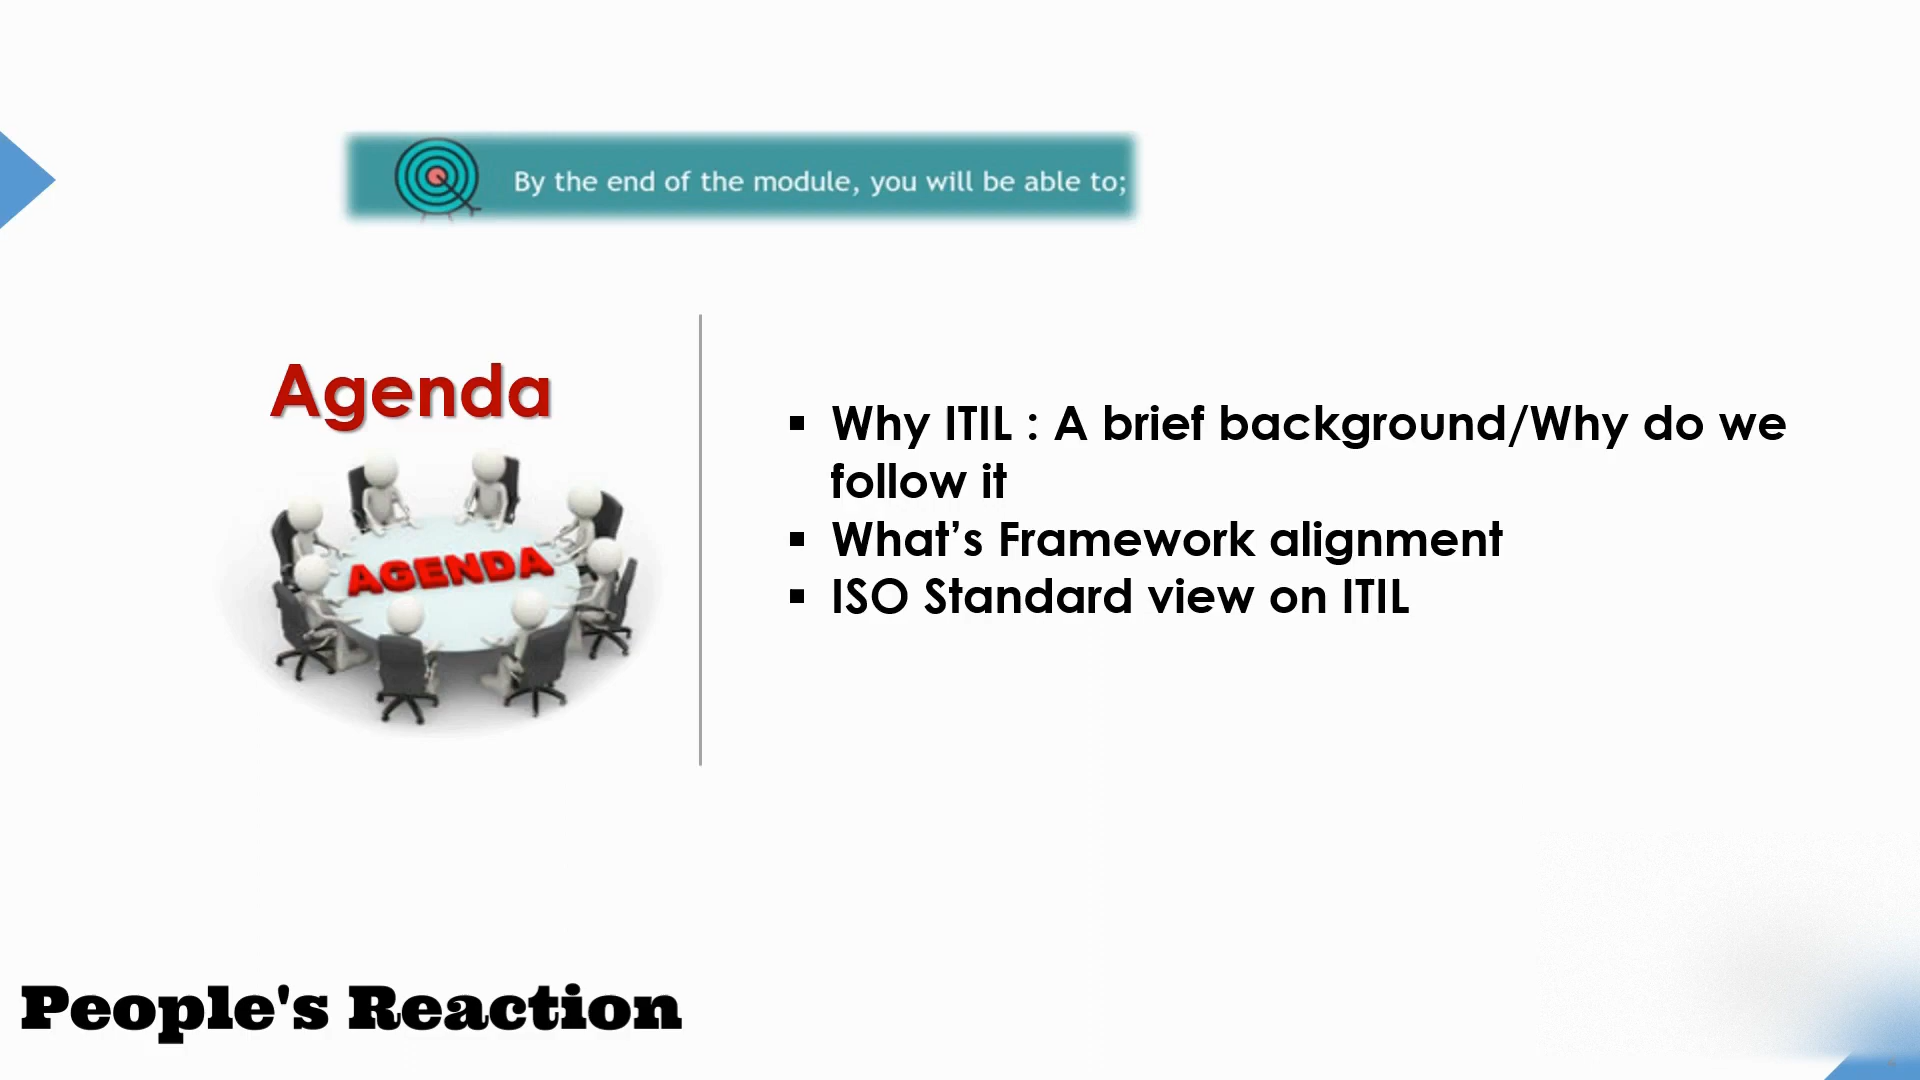 By the end of the module, you will be able to;
Agenda
AGENDA
▪ Why ITIL : A brief background/Why do we
follow it
▪ What’s Framework alignment
▪ ISO Standard view on ITIL
People's Reaction